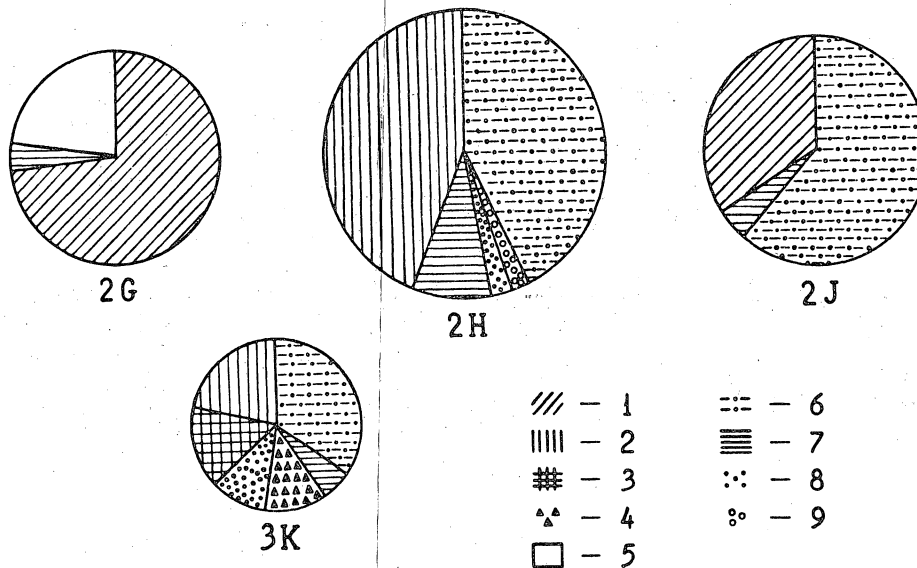 2G
2H
2J
3K
— 1
— 2
— 3
— 4
— 5
— 6
— 7
— 8
— 9